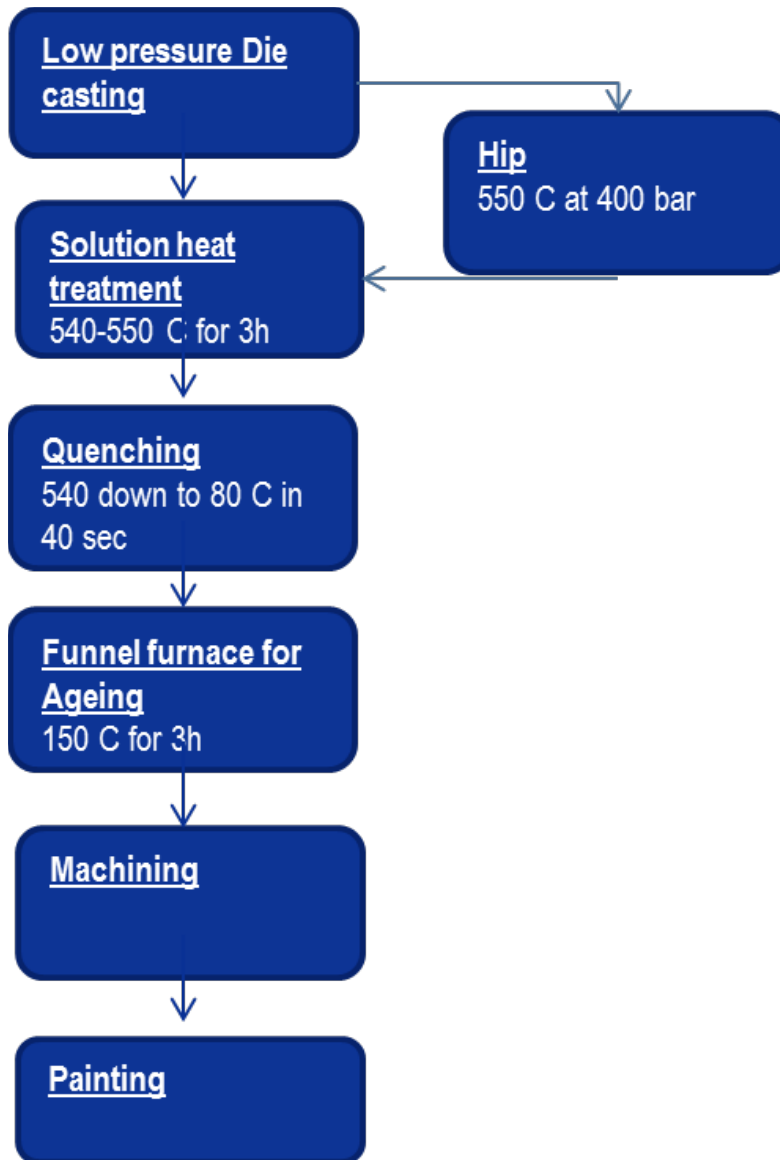 Low pressure Die
casting
Hip
550 C at 400 bar
Solution heat
treatment
540-550 C for 3h
Quenching
540 down to 80 C in
40 sec
Funnel furnace for
Ageing
150 C for 3h
Machining
Painting